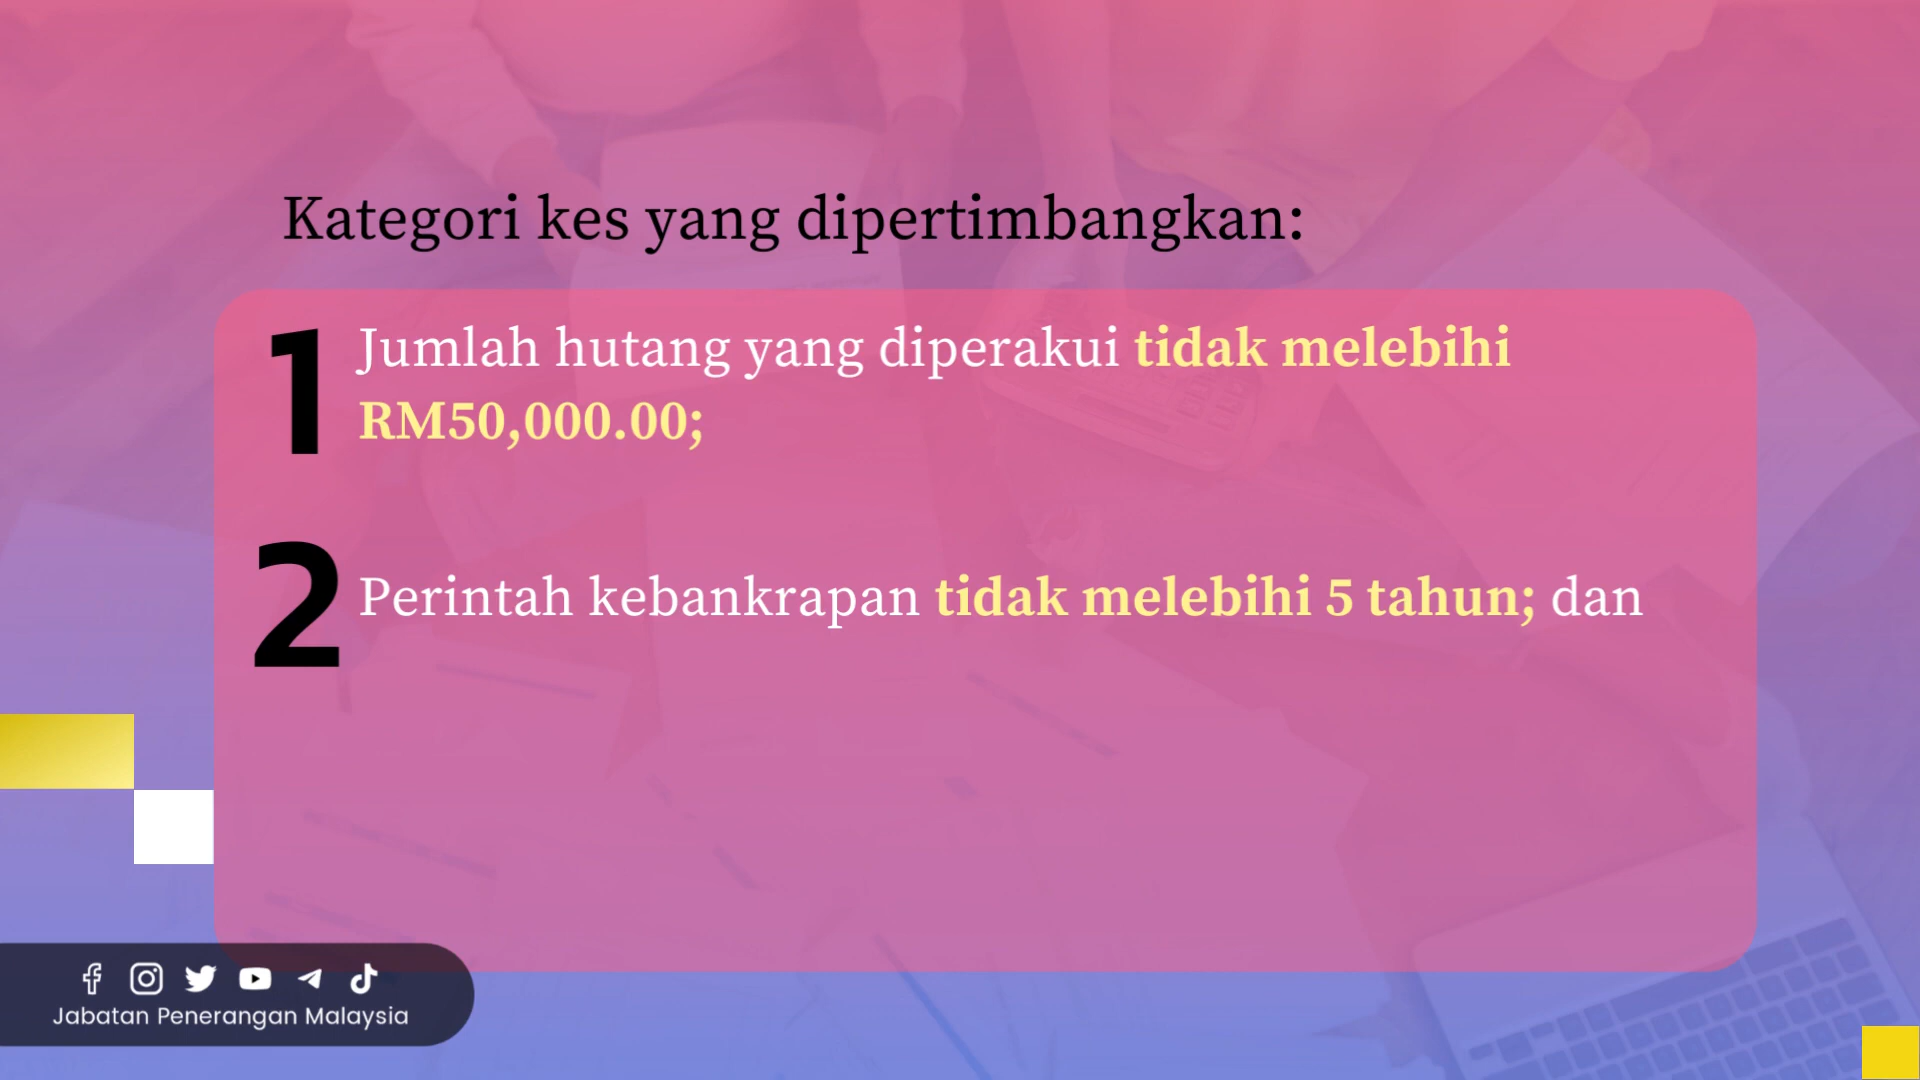 Kategori kes yang dipertimbangkan:
1 Jumlah hutang yang diperakui tidak melebihi
RM50,000.00;
2 Perintah kebankrapan tidak melebihi 5 tahun; dan
Jabatan Penerangan Malaysia